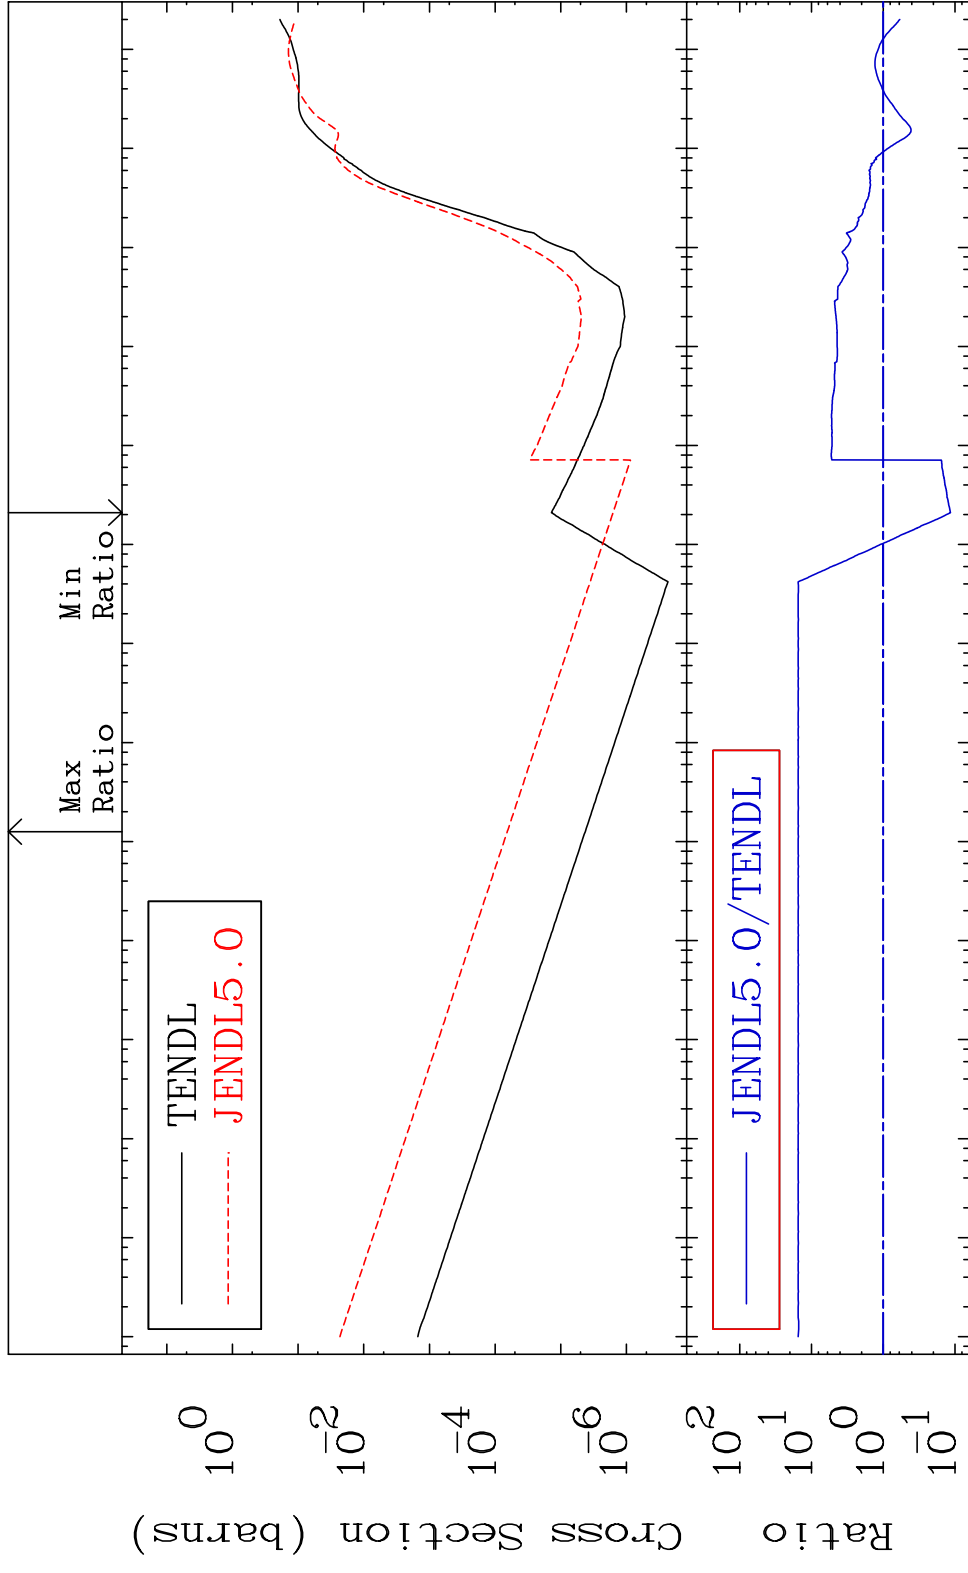 Max
Ratio
Min
Ratio
TENDL
JENDL5.0
Cross Section (barns)
10^0
10^-2
10^-4
10^-6
JENDL5.0/TENDL
Ratio
10^2
10^1
10^0
10^-1